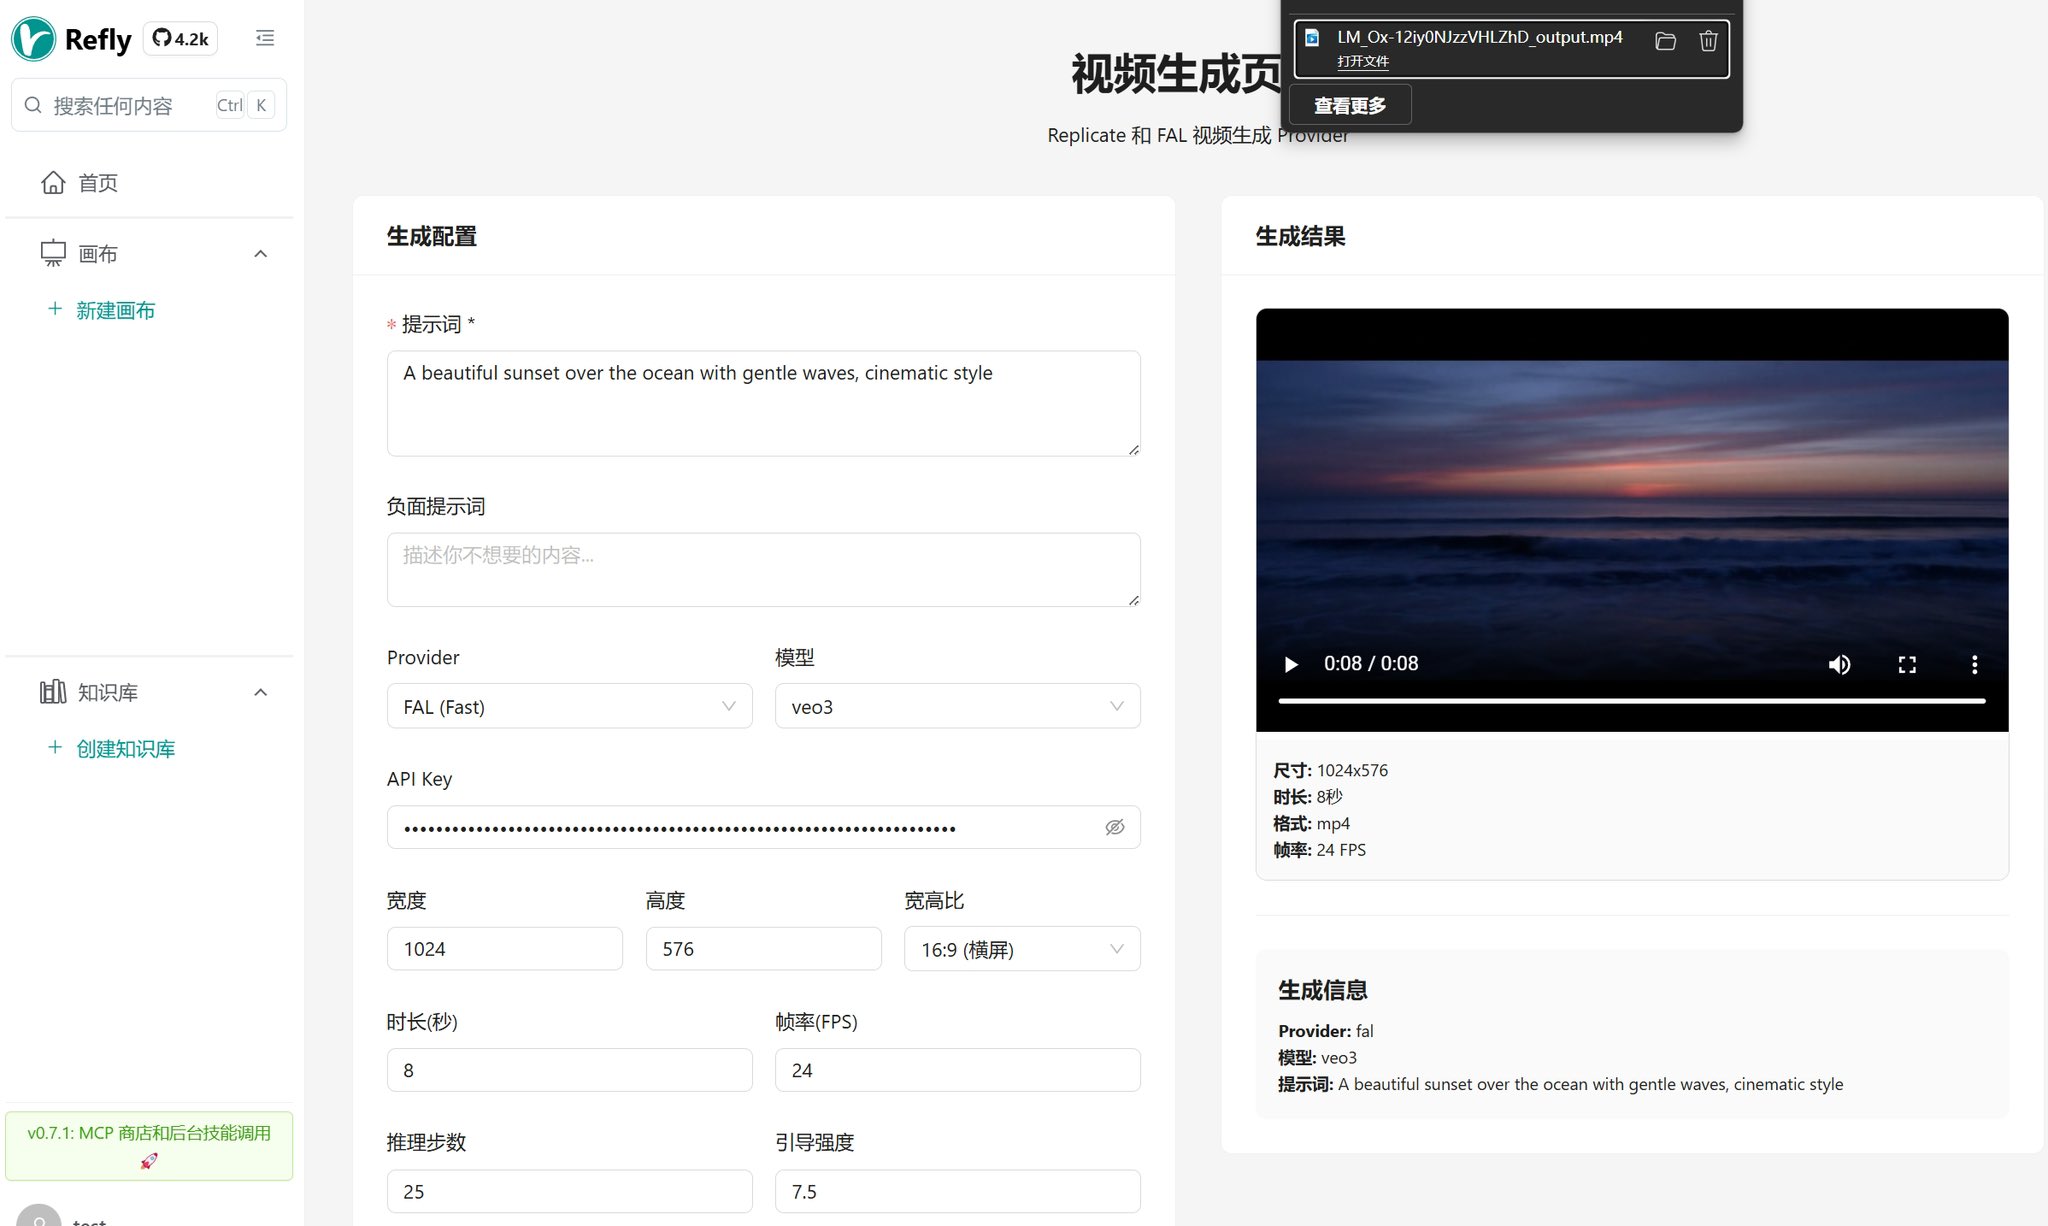 Refly
4.2k
搜索任何内容
Ctrl K
首页
画布
+ 新建画布
知识库
+ 创建知识库
v0.7.1: MCP 商店和后台技能调用
🚀
test
视频生成页
Replicate 和 FAL 视频生成 Provider
LM_Ox-12iy0NJzzVHLZhD_output.mp4
打开文件
查看更多
生成配置
* 提示词 *
A beautiful sunset over the ocean with gentle waves, cinematic style
负面提示词
描述你不想要的内容...
Provider
FAL (Fast)
模型
veo3
API Key
宽度
1024
高度
576
宽高比
16:9 (横屏)
时长(秒)
8
帧率(FPS)
24
推理步数
25
引导强度
7.5
生成结果
0:08 / 0:08
尺寸: 1024x576
时长: 8秒
格式: mp4
帧率: 24 FPS
生成信息
Provider: fal
模型: veo3
提示词: A beautiful sunset over the ocean with gentle waves, cinematic style